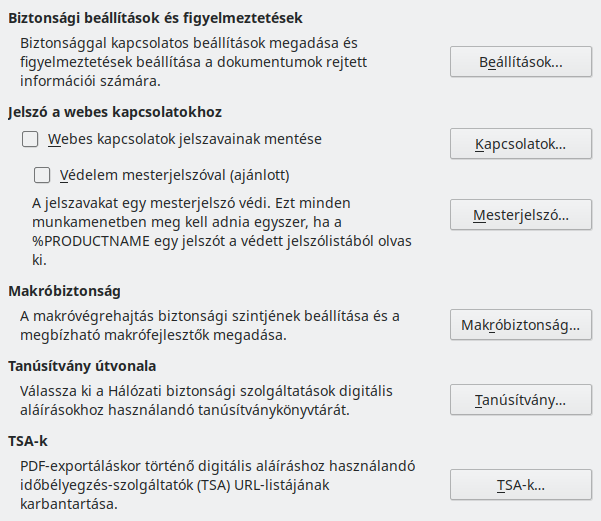 Biztonsági beállítások és figyelmeztetések
Biztonsággal kapcsolatos beállítások megadása és
figyelmeztetések beállítása a dokumentumok rejtett
információi számára.
Beállítások...
Jelszó a webes kapcsolatokhoz
Webes kapcsolatok jelszavainak mentése
Kapcsolatok...
Védelem mesterjelszóval (ajánlott)
A jelszavakat egy mesterjelszó védi. Ezt minden
munkamenetben meg kell adnia egyszer, ha a
%PRODUCTNAME egy jelszót a védett jelszólistából olvas
ki.
Mesterjelszó...
Makróbiztonság
A makróvégrehajtás biztonsági szintjének beállítása és a
megbízható makrófejlesztők megadása.
Makróbiztonság...
Tanúsítvány útvonala
Válassza ki a Hálózati biztonsági szolgáltatások digitális
aláírásokhoz használandó tanúsítványkönyvtárát.
Tanúsítvány...
TSA-k
PDF-exportáláskor történő digitális aláíráshoz használandó
időbélyegzés-szolgáltatók (TSA) URL-listájának
karbantartása.
TSA-k...